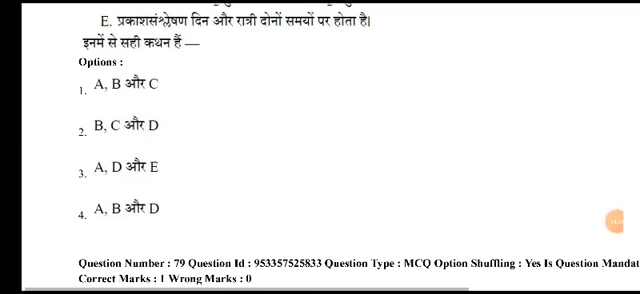 E. प्रकाशसंश्लेषण दिन और रात्री दोनों समयों पर होता है।
इनमें से सही कथन हैं —
Options :
1. A, B और C
2. B, C और D
3. A, D और E
4. A, B और D
Question Number : 79 Question Id : 953357525833 Question Type : MCQ Option Shuffling : Yes Is Question Mandat
Correct Marks : 1 Wrong Marks : 0